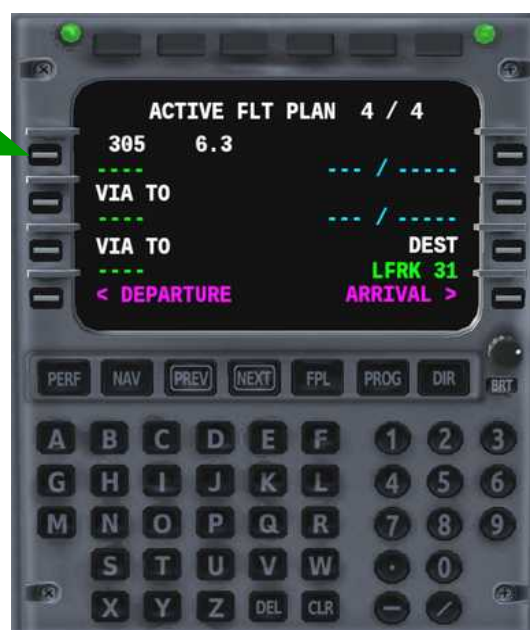 ACTIVE FLT PLAN 4 / 4
305 6.3
---- --- / -----
VIA TO
---- --- / -----
VIA TO DEST
---- LFRK 31
< DEPARTURE ARRIVAL >
PERF NAV PREV NEXT FPL PROG DIR BRT
A B C D E F 1 2 3
G H I J K L 4 5 6
M N O P Q R 7 8 9
S T U V W · 0
X Y Z DEL CLR - /